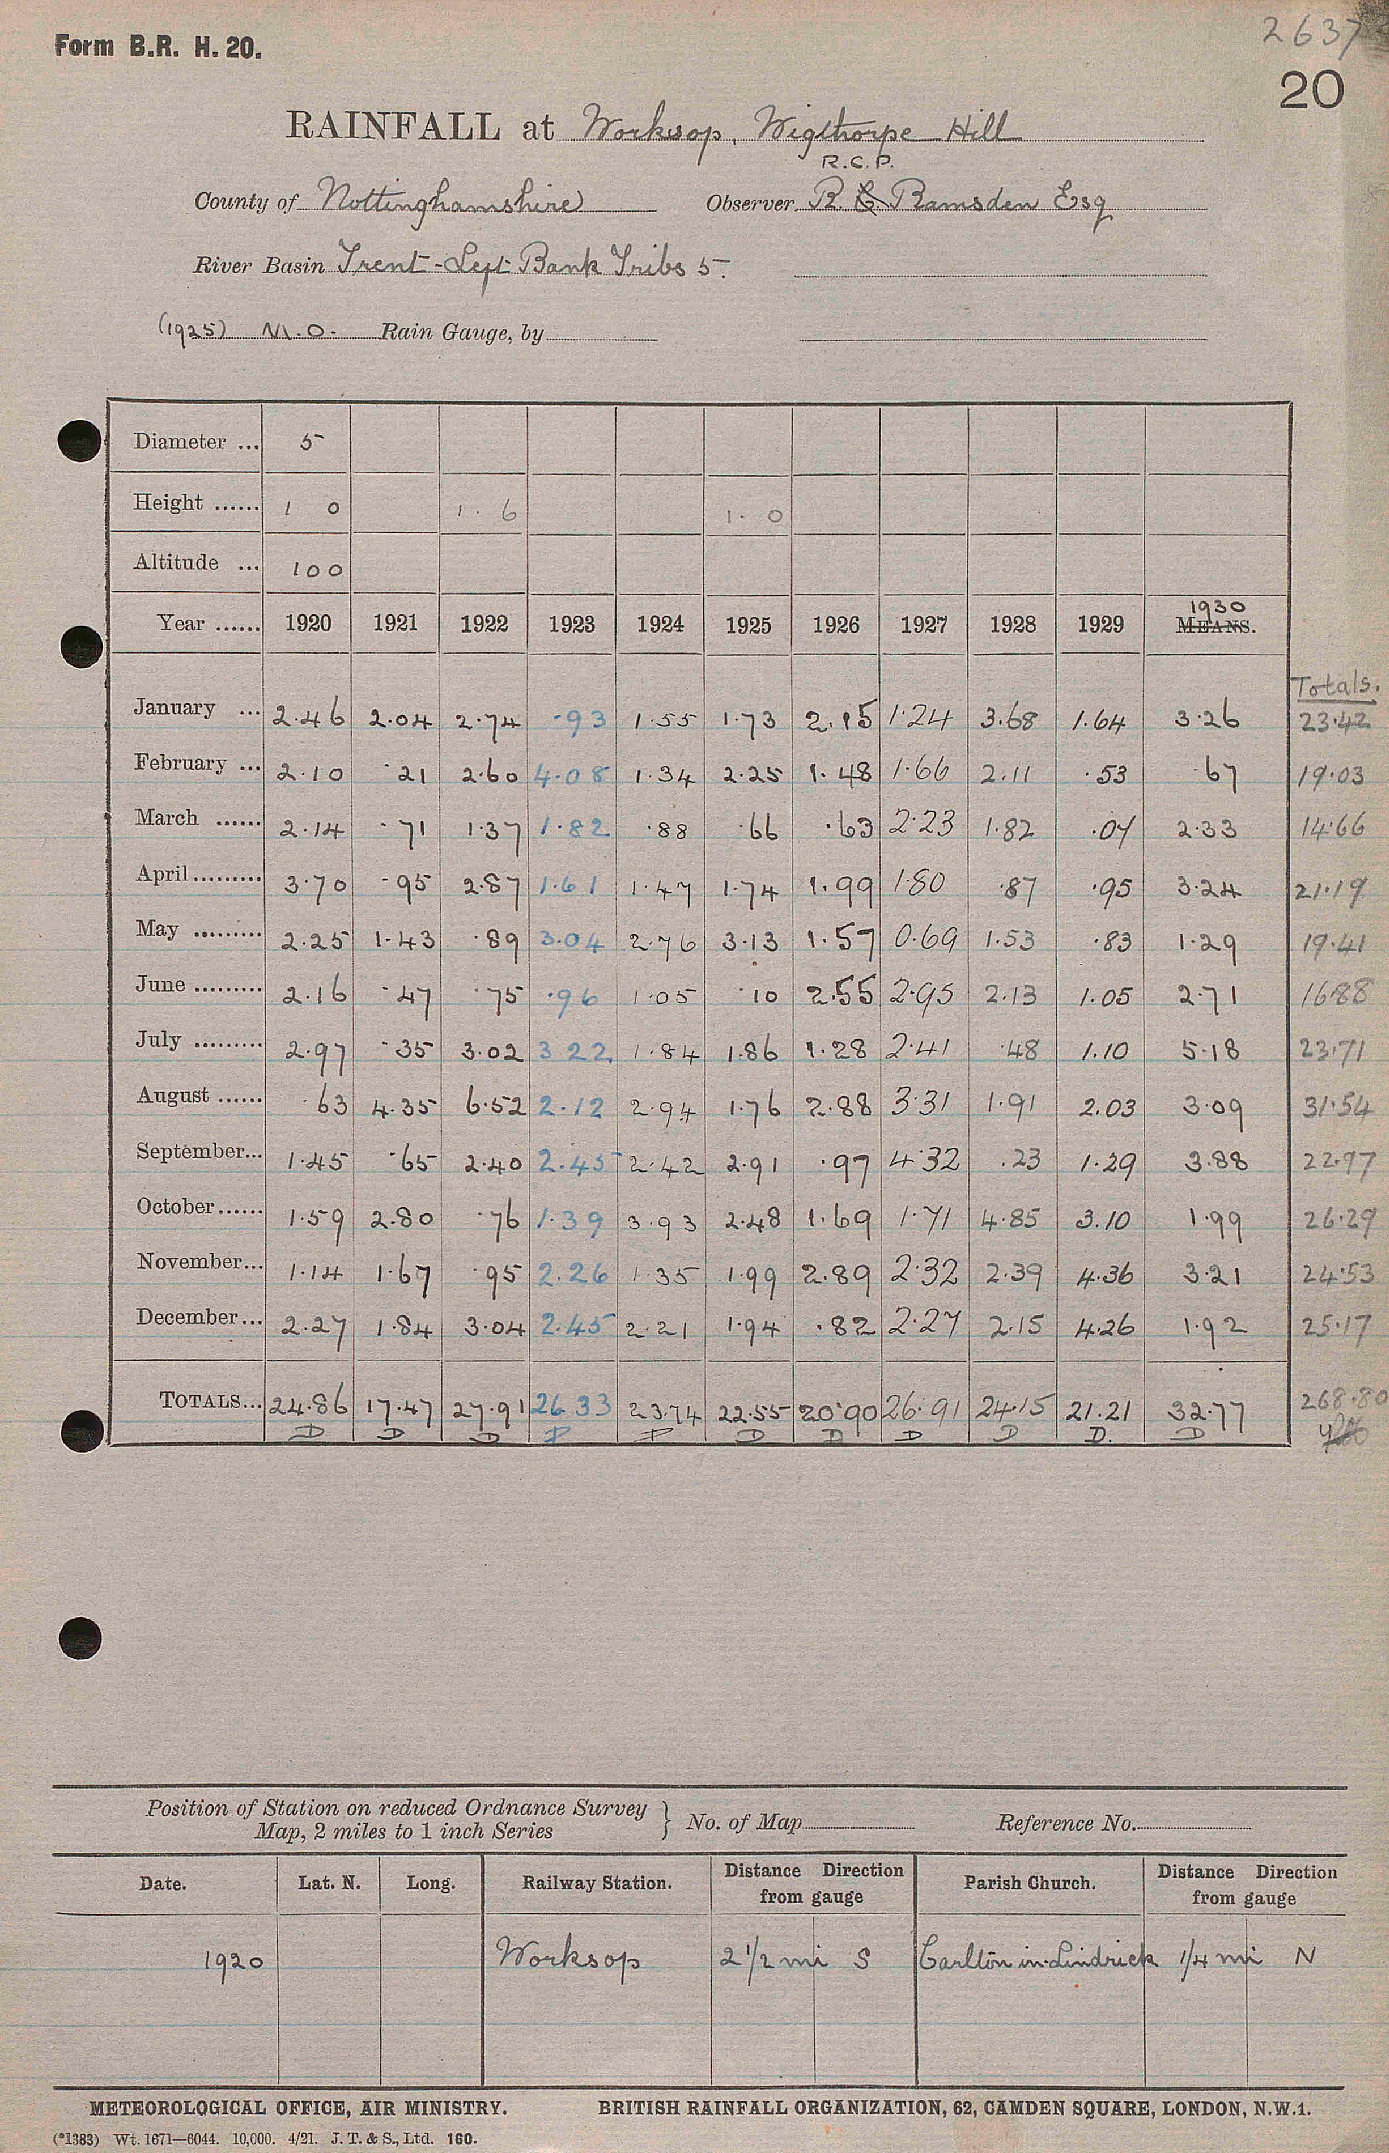 2637
Form B.R. H. 20.
20
RAINFALL at Worksop, Wigthorpe Hill
R.C.P.
County of Nottinghamshire Observer R. C. Ramsden Esq
River Basin Trent - Left Bank Tribs 5.
(1925) M.O. Rain Gauge, by
Diameter ... 5
Height ...... 1 0 1. 6 1. 0
Altitude ... 100
1930
Year ...... 1920 1921 1922 1923 1924 1925 1926 1927 1928 1929 MEANS.
Totals.
January ... 2.46 2.04 2.74 .93 1.55 1.73 2.15 1.24 3.68 1.64 3.26 23.42
February ... 2.10 .21 2.60 4.08 1.34 2.25 1.48 1.66 2.11 .53 .67 19.03
March ...... 2.14 .71 1.37 1.82 .88 .66 .63 2.23 1.82 .07 2.33 14.66
April ......... 3.70 .95 2.87 1.61 1.47 1.74 1.99 1.80 .87 .95 3.24 21.19
May ......... 2.25 1.43 .89 3.04 2.76 3.13 1.57 0.69 1.53 .83 1.29 19.41
June ......... 2.16 .47 .75 .96 1.05 .10 2.55 2.95 2.13 1.05 2.71 16.88
July ......... 2.97 .35 3.02 3.22 1.84 1.86 1.28 2.41 .48 1.10 5.18 23.71
August ...... .63 4.35 6.52 2.12 2.94 1.76 2.88 3.31 1.91 2.03 3.09 31.54
September... 1.45 .65 2.40 2.45 2.42 2.91 .97 4.32 .23 1.29 3.88 22.97
October ...... 1.59 2.80 .76 1.39 3.93 2.48 1.69 1.71 4.85 3.10 1.99 26.29
November... 1.14 1.67 .95 2.26 1.35 1.99 2.89 2.32 2.39 4.36 3.21 24.53
December... 2.27 1.84 3.04 2.45 2.21 1.94 .82 2.27 2.15 4.26 1.92 25.17
TOTALS... 24.86 17.47 27.91 26.33 23.74 22.55 20.90 26.91 24.15 21.21 32.77 268.80
D D D P P D D D D D. D
Position of Station on reduced Ordnance Survey
Map, 2 miles to 1 inch Series } No. of Map Reference No.
Date. Lat. N. Long. Railway Station. Distance Direction from gauge Parish Church. Distance Direction from gauge
1920 Worksop 2 1/2 mi S Carlton in Lindrick 1/4 mi N
METEOROLOGICAL OFFICE, AIR MINISTRY. BRITISH RAINFALL ORGANIZATION, 62, CAMDEN SQUARE, LONDON, N.W.1.
(*1383) Wt. 1671—6044. 10,000. 4/21. J. T. & S., Ltd. 160.